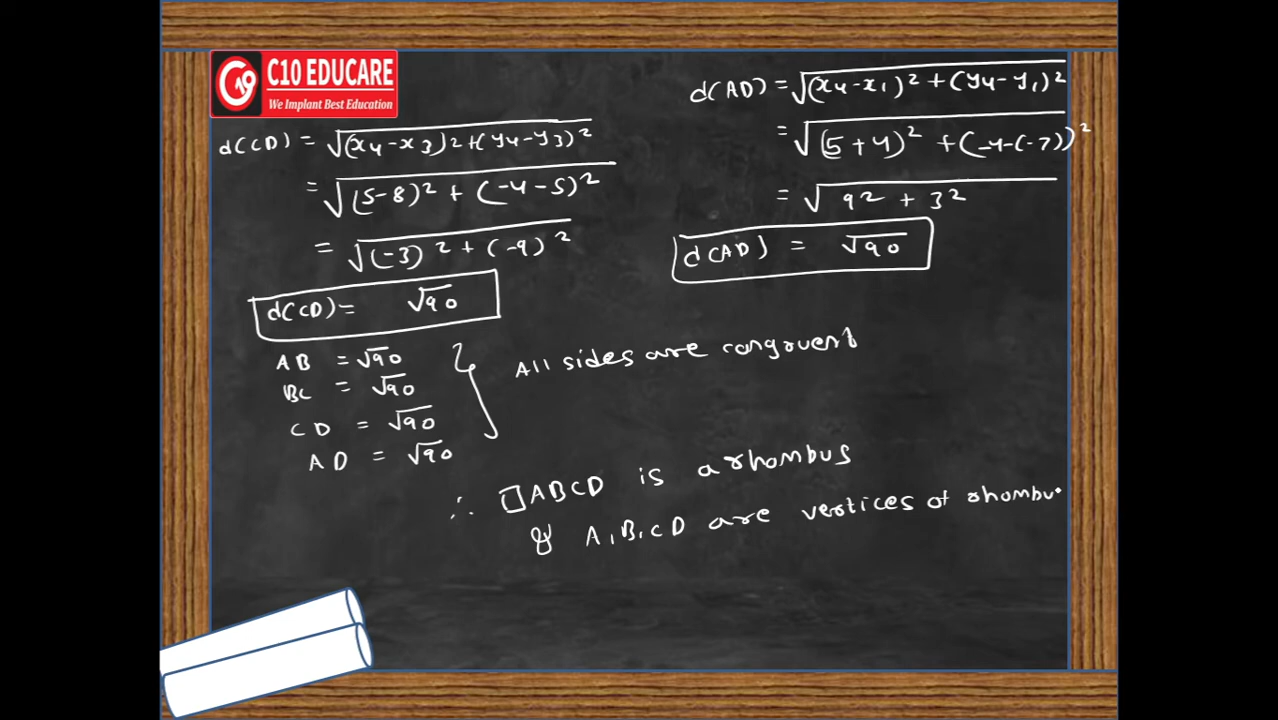 C10 EDUCARE
We Implant Best Education
d(CD) = √(x4-x3)2+(y4-y3)²
= √(5-8)² + (-4-5)²
= √(-3)² + (-9)²
d(CD)= √90
AB = √90
BC = √90
CD = √90
AD = √90
All sides are congruent
d(AD) = √(x4-x1)² + (y4-y1)²
= √(5+4)² + (-4-(-7))²
= √9² + 3²
d(AD) = √90
∴ □ABCD is a rhombus
& A,B,CD are vertices of rhombus